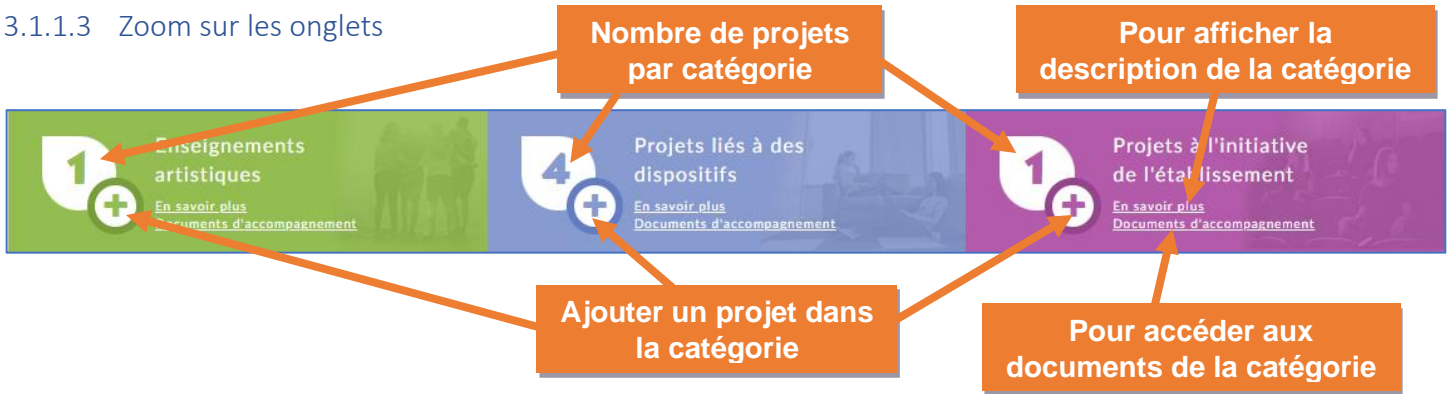 3.1.1.3 Zoom sur les onglets
Nombre de projets
par catégorie
Pour afficher la
description de la catégorie
1
Enseignements
artistiques
En savoir plus
Documents d'accompagnement
4
Projets liés à des
dispositifs
En savoir plus
Documents d'accompagnement
1
Projets à l'initiative
de l'établissement
En savoir plus
Documents d'accompagnement
Ajouter un projet dans
la catégorie
Pour accéder aux
documents de la catégorie